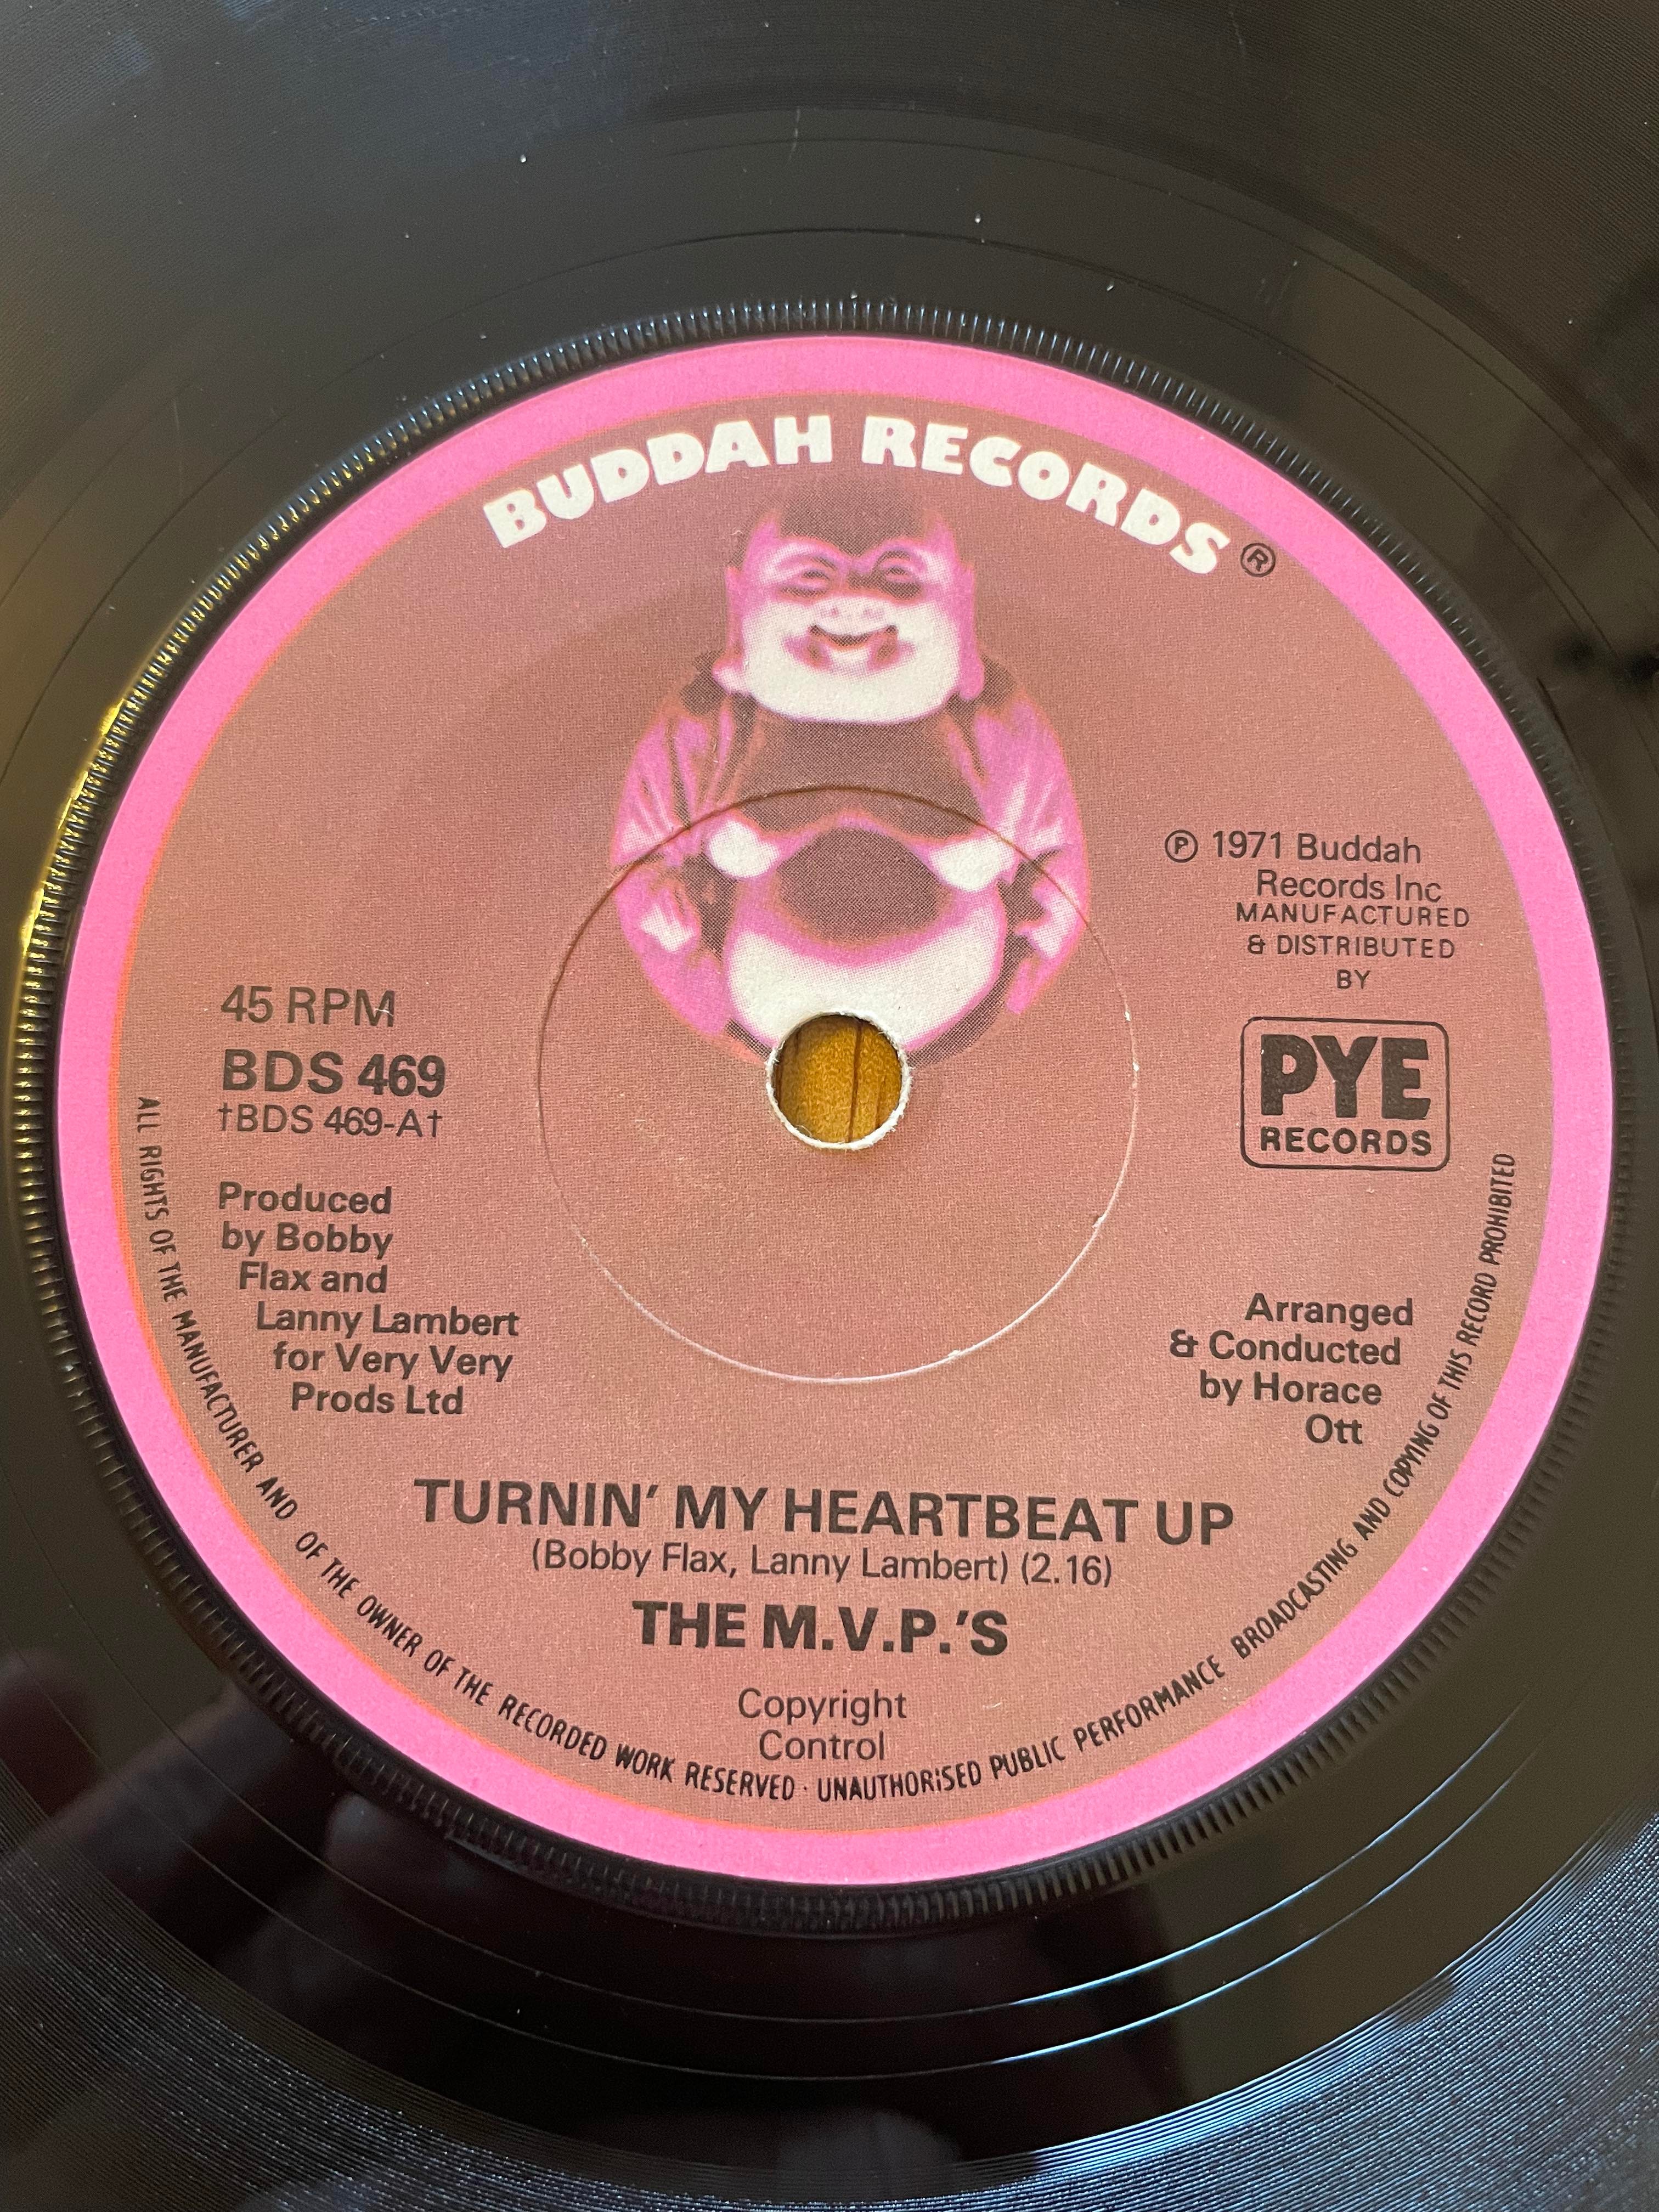 BUDDAH RECORDS ®
℗ 1971 Buddah
Records Inc
MANUFACTURED
& DISTRIBUTED
BY
PYE
RECORDS
45 RPM
BDS 469
†BDS 469-A†
Produced
by Bobby
Flax and
Lanny Lambert
for Very Very
Prods Ltd
Arranged
& Conducted
by Horace
Ott
TURNIN' MY HEARTBEAT UP
(Bobby Flax, Lanny Lambert) (2.16)
THE M.V.P.'S
Copyright
Control
ALL RIGHTS OF THE MANUFACTURER AND OF THE OWNER OF THE RECORDED WORK RESERVED · UNAUTHORISED PUBLIC PERFORMANCE BROADCASTING AND COPYING OF THIS RECORD PROHIBITED